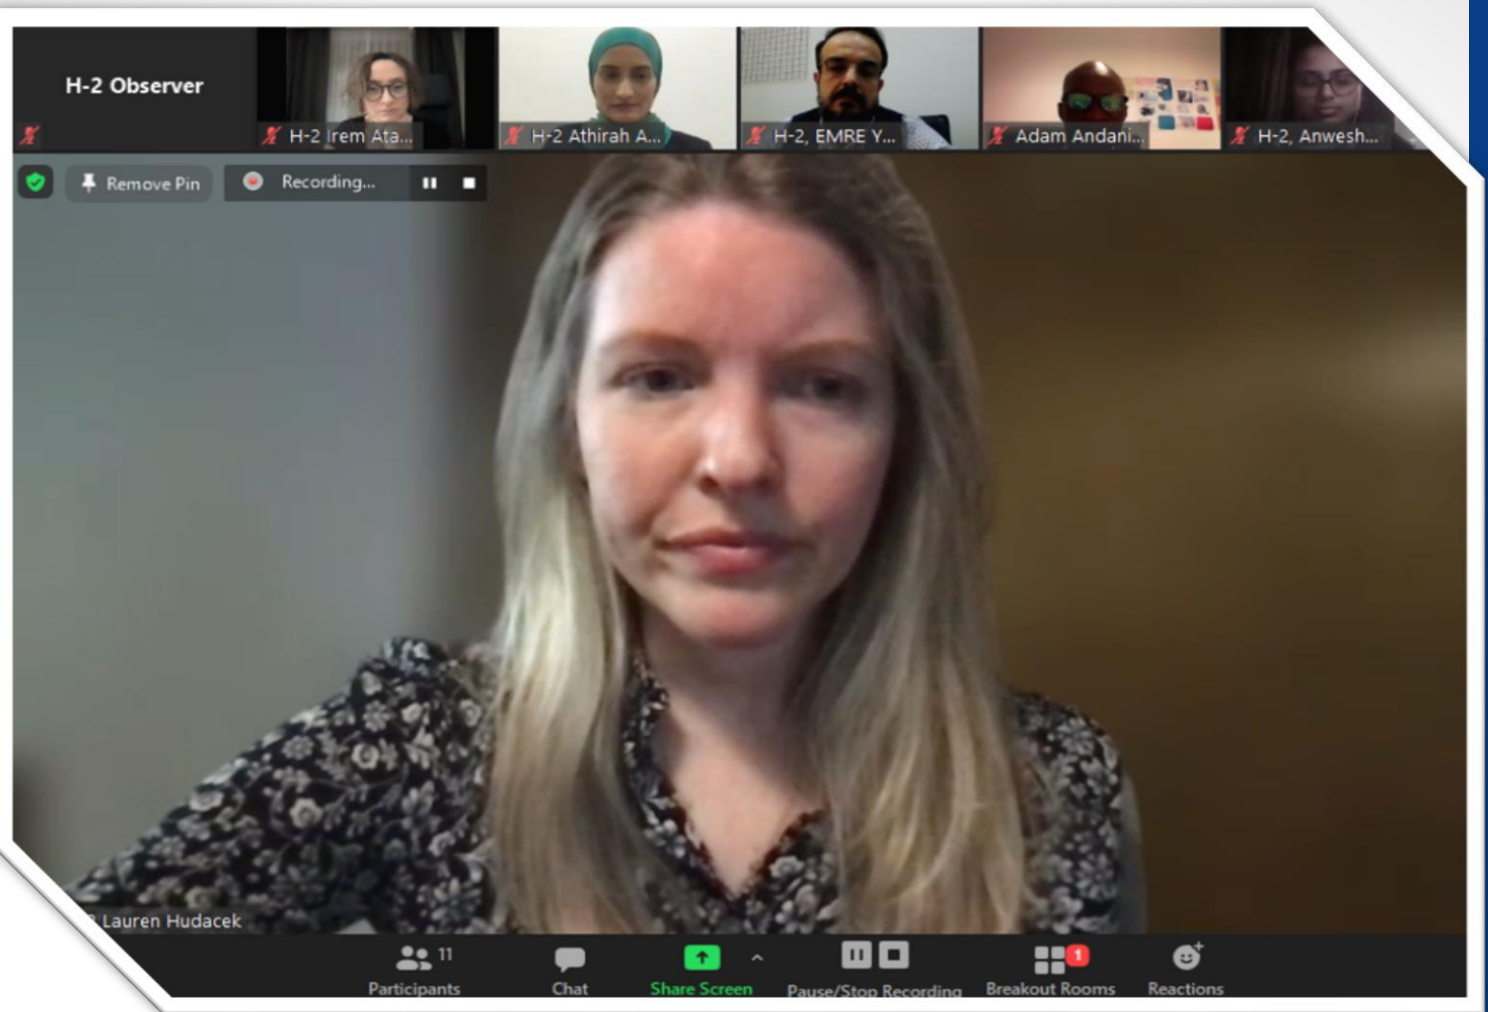 H-2 Observer
H-2 Irem Ata...
H-2 Athirah A...
H-2, EMRE Y...
Adam Andani...
H-2, Anwesh...
Remove Pin
Recording...
Lauren Hudacek
11
1
Participants
Chat
Share Screen
Pause/Stop Recording
Breakout Rooms
Reactions